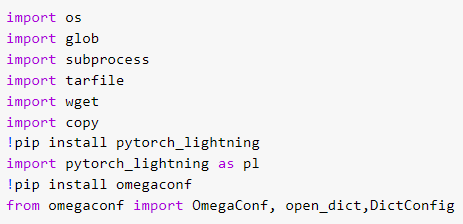 import os
import glob
import subprocess
import tarfile
import wget
import copy
!pip install pytorch_lightning
import pytorch_lightning as pl
!pip install omegaconf
from omegaconf import OmegaConf, open_dict,DictConfig